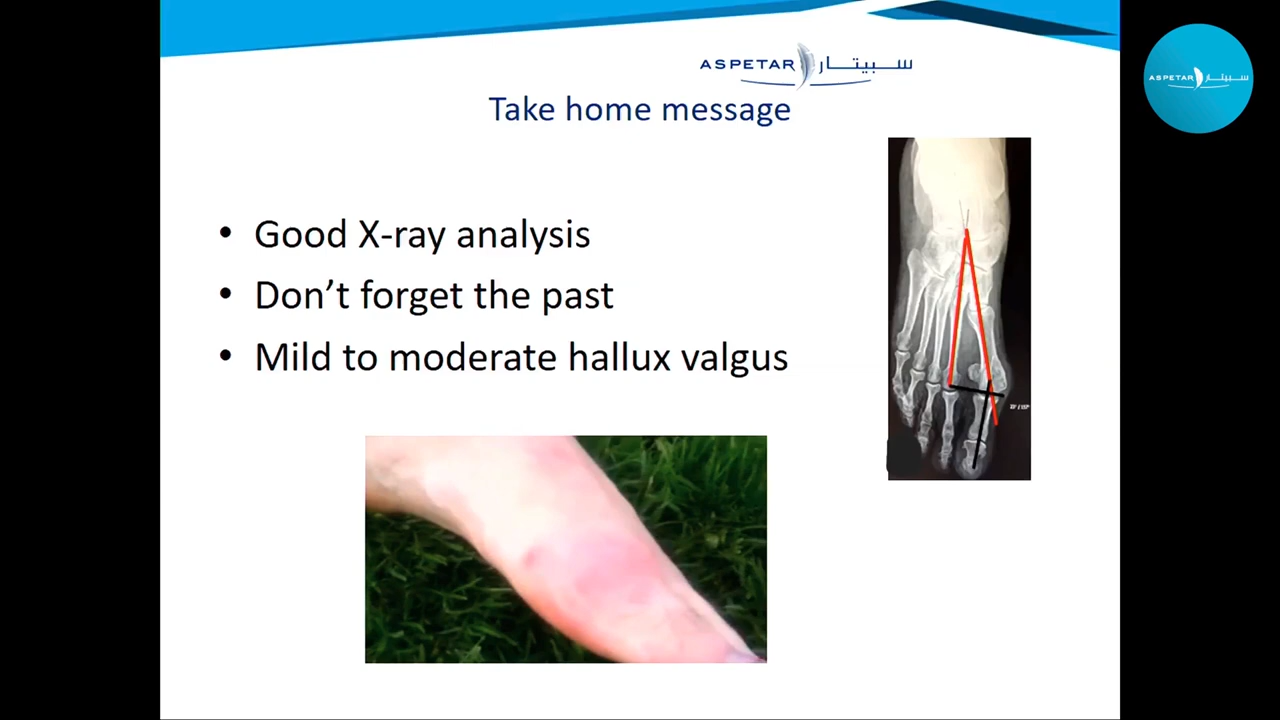 ASPETAR سبيتار
ASPETAR سبيتار
Take home message
• Good X-ray analysis
• Don’t forget the past
• Mild to moderate hallux valgus